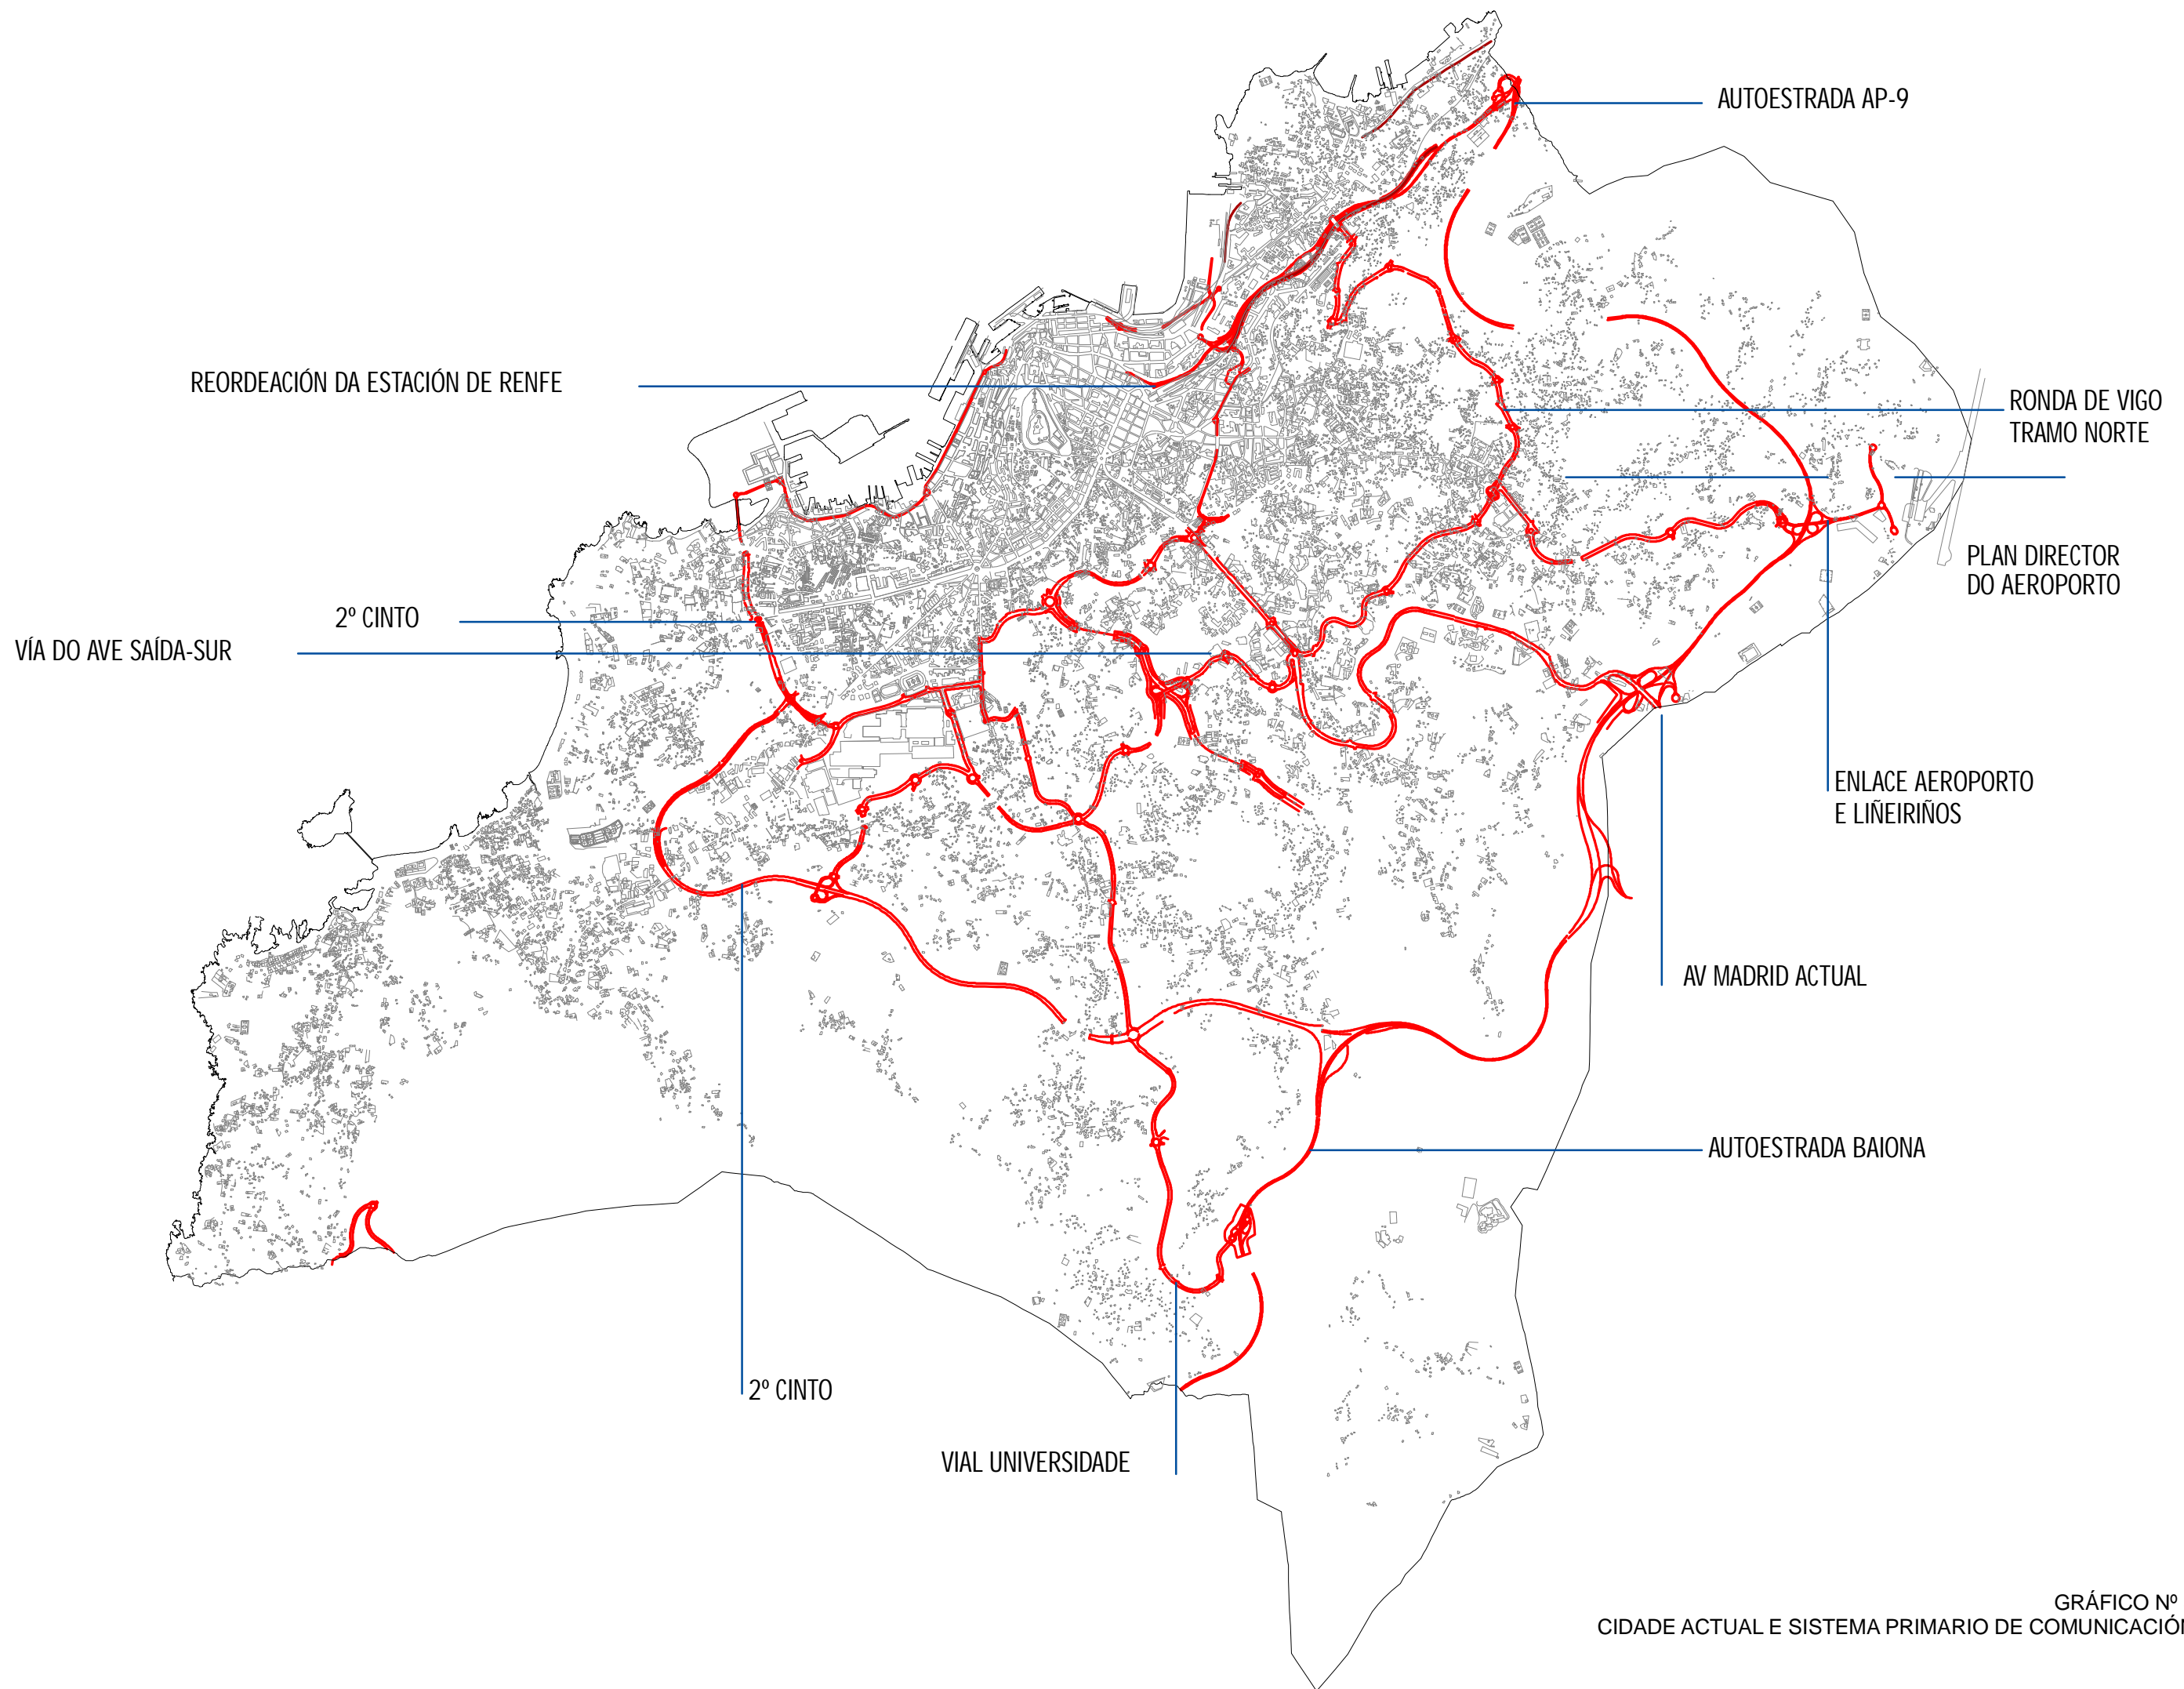 AUTOESTRADA AP-9
REORDEACIÓN DA ESTACIÓN DE RENFE
RONDA DE VIGO
TRAMO NORTE
PLAN DIRECTOR
DO AEROPORTO
2º CINTO
VÍA DO AVE SAÍDA-SUR
ENLACE AEROPORTO
E LIÑEIRIÑOS
AV MADRID ACTUAL
AUTOESTRADA BAIONA
2º CINTO
VIAL UNIVERSIDADE
GRÁFICO Nº
CIDADE ACTUAL E SISTEMA PRIMARIO DE COMUNICACIÓN